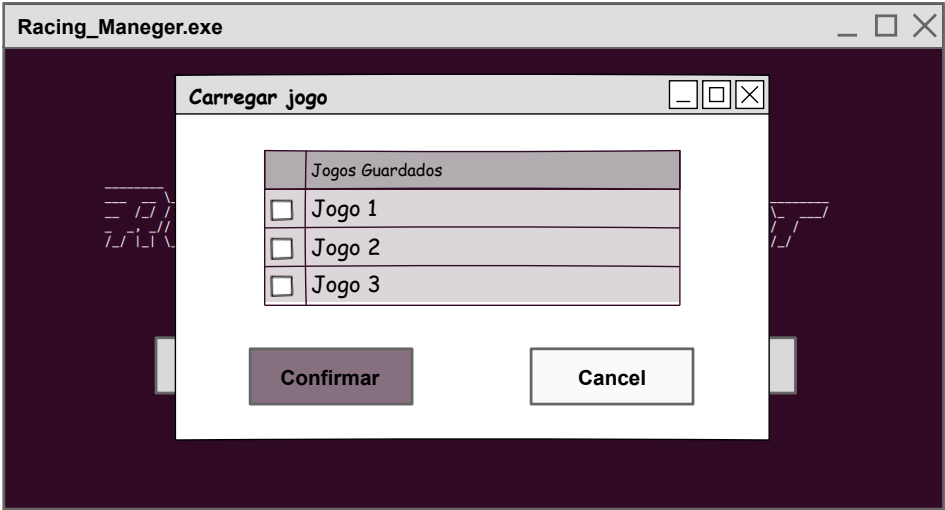 Racing_Maneger.exe
Carregar jogo
Jogos Guardados
Jogo 1
Jogo 2
Jogo 3
Confirmar
Cancel